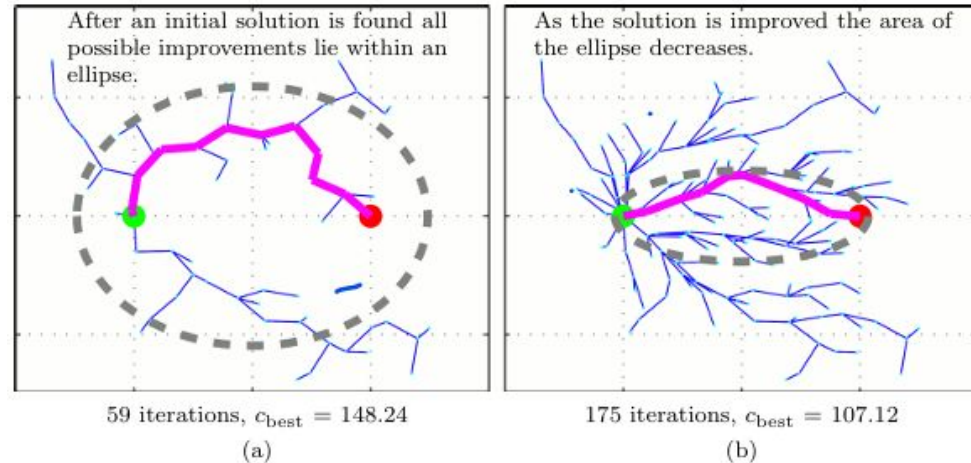 After an initial solution is found all
possible improvements lie within an
ellipse.
As the solution is improved the area of
the ellipse decreases.
59 iterations, c_best = 148.24
175 iterations, c_best = 107.12
(a)
(b)